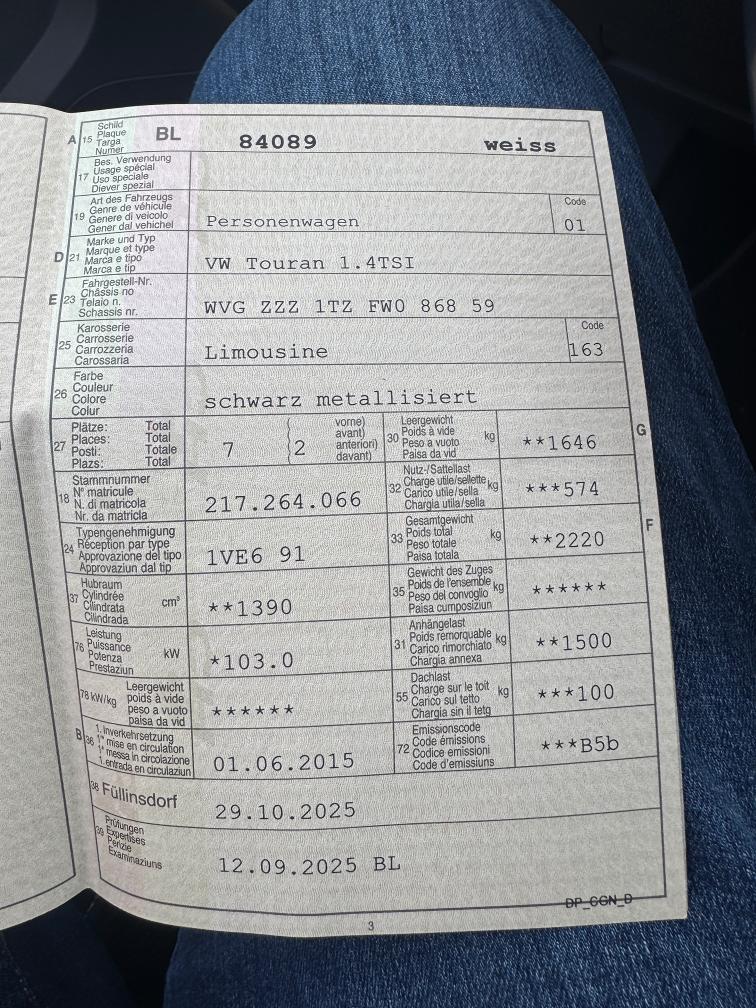 A 15 Schild
Plaque
Targa
Numer
BL 84089 weiss
17 Bes. Verwendung
Usage spécial
Uso speciale
Diever spezial
19 Art des Fahrzeugs
Genre de véhicule
Genere di veicolo
Gener dal vehichel
Personenwagen
Code
01
D 21 Marke und Typ
Marque et type
Marca e tipo
Marca e tip
VW Touran 1.4TSI
E 23 Fahrgestell-Nr.
Châssis no
Telaio n.
Schassis nr.
WVG ZZZ 1TZ FW0 868 59
25 Karosserie
Carrosserie
Carrozzeria
Carossaria
Limousine
Code
163
26 Farbe
Couleur
Colore
Colur
schwarz metallisiert
27 Plätze: Total
Places: Total
Posti: Totale
Plazs: Total
7 2
vorne)
avant)
anteriori)
davant)
30 Leergewicht
Poids à vide
Peso a vuoto
Paisa da vid
kg **1646 G
18 Stammnummer
N° matricule
N. di matricola
Nr. da matricla
217.264.066
32 Nutz-/Sattellast
Charge utile/sellette
Carico utile/sella
Chargia utila/sella
kg ***574
24 Typengenehmigung
Réception par type
Approvazione del tipo
Approvaziun dal tip
1VE6 91
33 Gesamtgewicht
Poids total
Peso totale
Paisa totala
kg **2220 F
37 Hubraum
Cylindrée
Cilindrata
Cilindrada
cm³ **1390
35 Gewicht des Zuges
Poids de l'ensemble
Peso del convoglio
Paisa cumposiziun
kg ******
76 Leistung
Puissance
Potenza
Prestaziun
kW *103.0
31 Anhängelast
Poids remorquable
Carico rimorchiato
Chargia annexa
kg **1500
78 kW/kg Leergewicht
poids à vide
peso a vuoto
paisa da vid
******
55 Dachlast
Charge sur le toit
Carico sul tetto
Chargia sin il tetg
kg ***100
B 36 1. Inverkehrsetzung
1re mise en circulation
1a messa in circolazione
1. entrada en circulaziun
01.06.2015
72 Emissionscode
Code émissions
Codice emissioni
Code d'emissiuns
***B5b
38 Füllinsdorf
29.10.2025
39 Prüfungen
Expertises
Perizie
Examinaziuns
12.09.2025 BL
DP_CGN_D
3